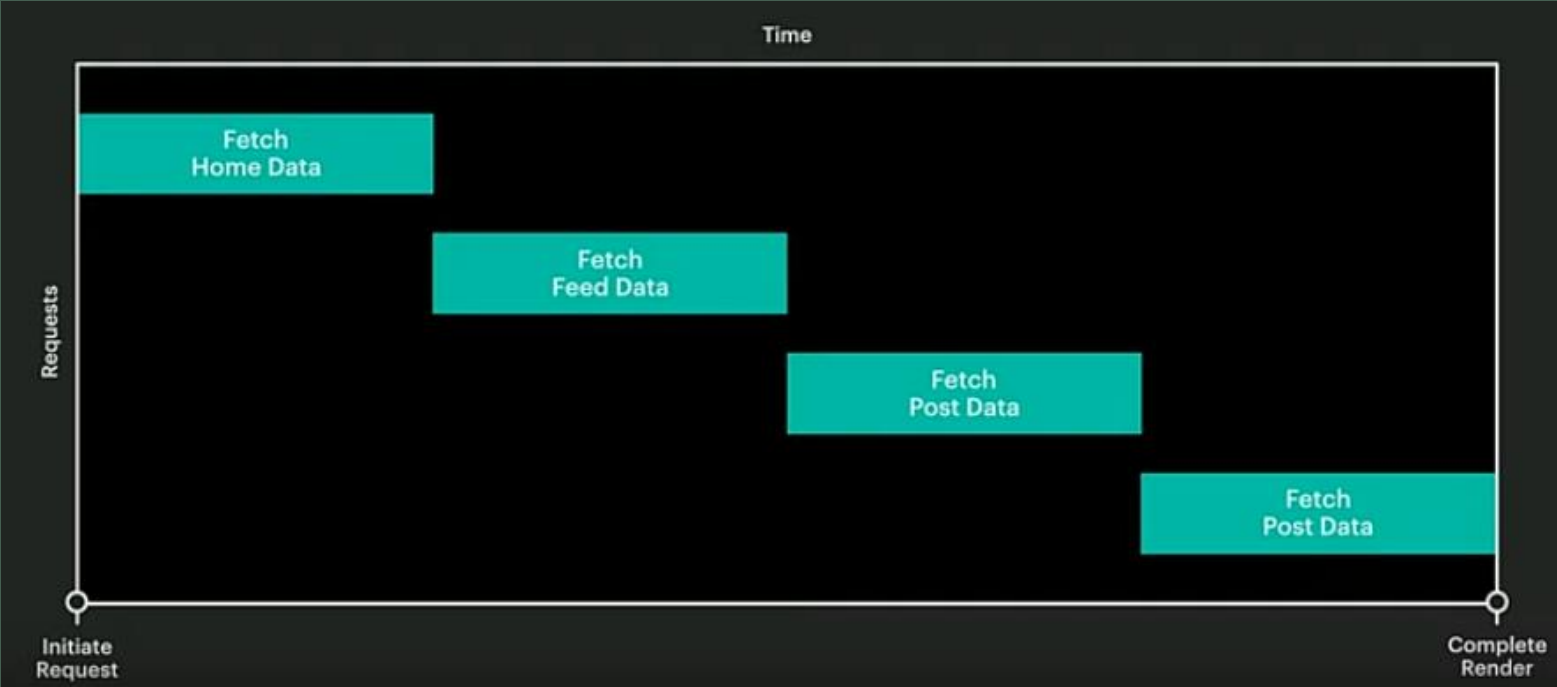 Time
Fetch
Home Data
Fetch
Feed Data
Requests
Fetch
Post Data
Fetch
Post Data
Initiate
Request
Complete
Render